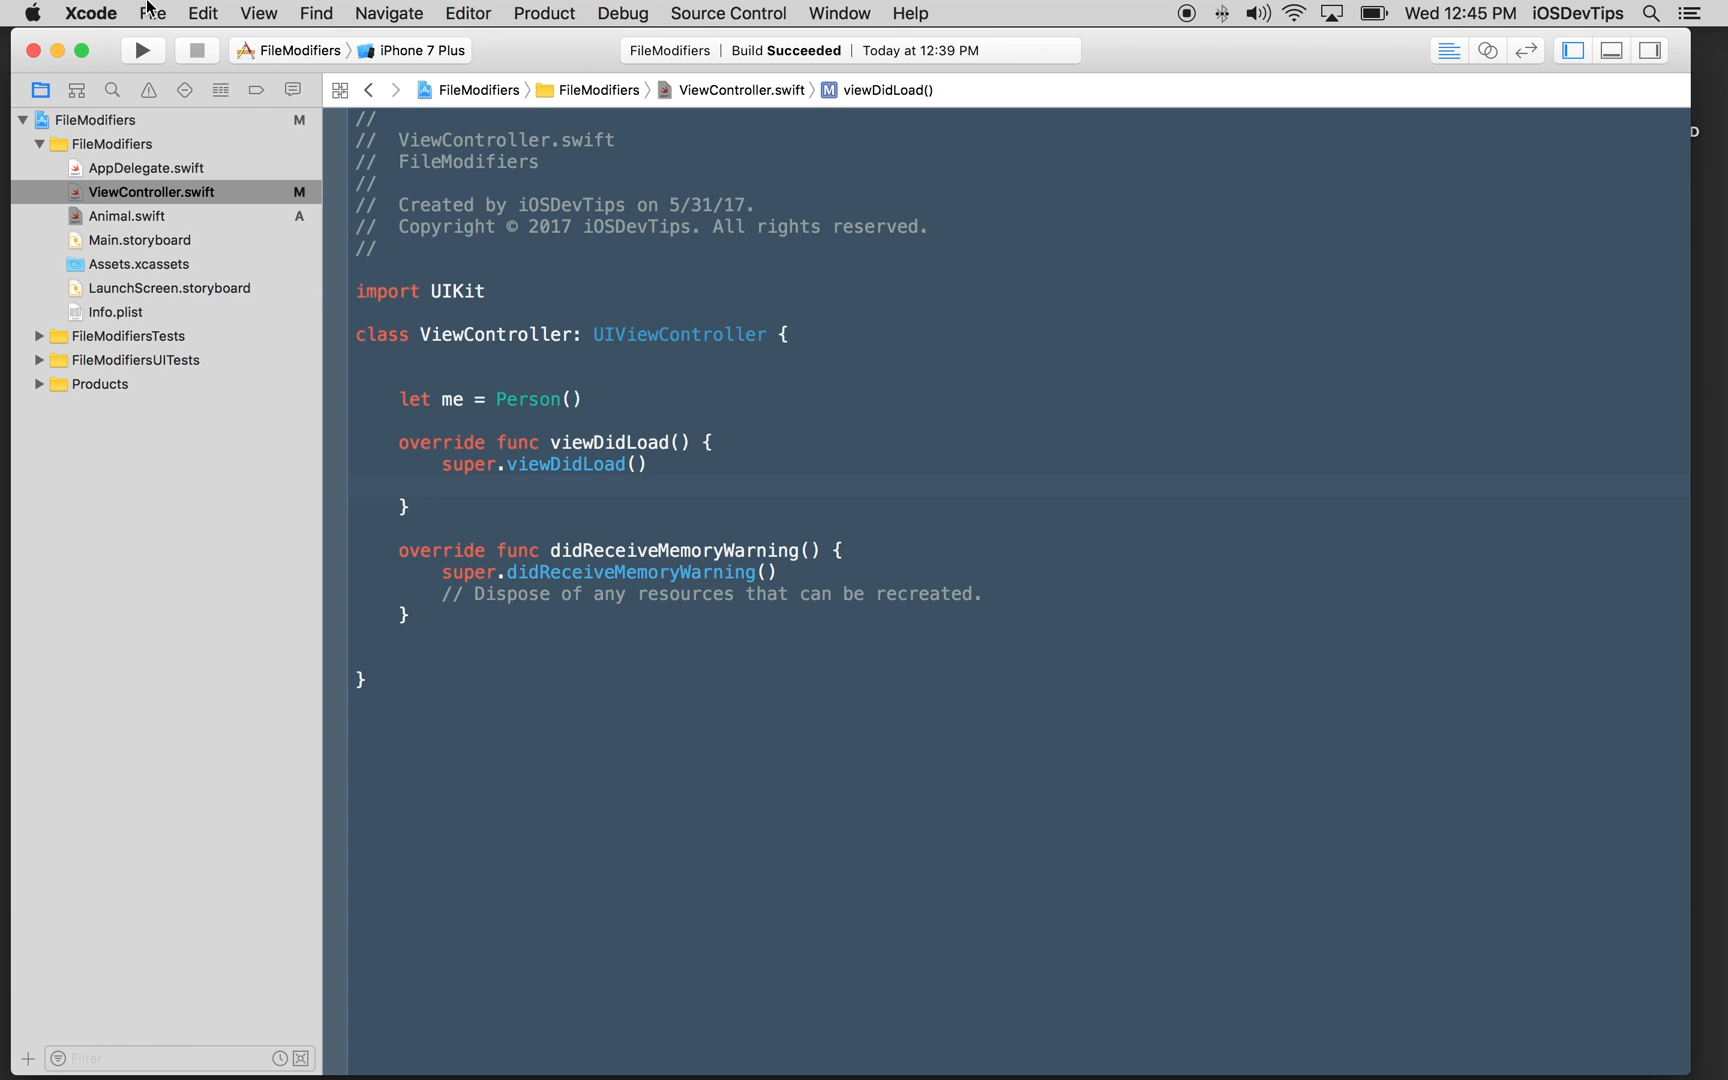 Xcode File Edit View Find Navigate Editor Product Debug Source Control Window Help Wed 12:45 PM iOSDevTips
FileModifiers iPhone 7 Plus FileModifiers | Build Succeeded | Today at 12:39 PM
FileModifiers FileModifiers ViewController.swift M viewDidLoad()
FileModifiers M
FileModifiers
AppDelegate.swift
ViewController.swift M
Animal.swift A
Main.storyboard
Assets.xcassets
LaunchScreen.storyboard
Info.plist
FileModifiersTests
FileModifiersUITests
Products
Filter
//
// ViewController.swift
// FileModifiers
//
// Created by iOSDevTips on 5/31/17.
// Copyright © 2017 iOSDevTips. All rights reserved.
//
import UIKit
class ViewController: UIViewController {
let me = Person()
override func viewDidLoad() {
super.viewDidLoad()
}
override func didReceiveMemoryWarning() {
super.didReceiveMemoryWarning()
// Dispose of any resources that can be recreated.
}
}
D